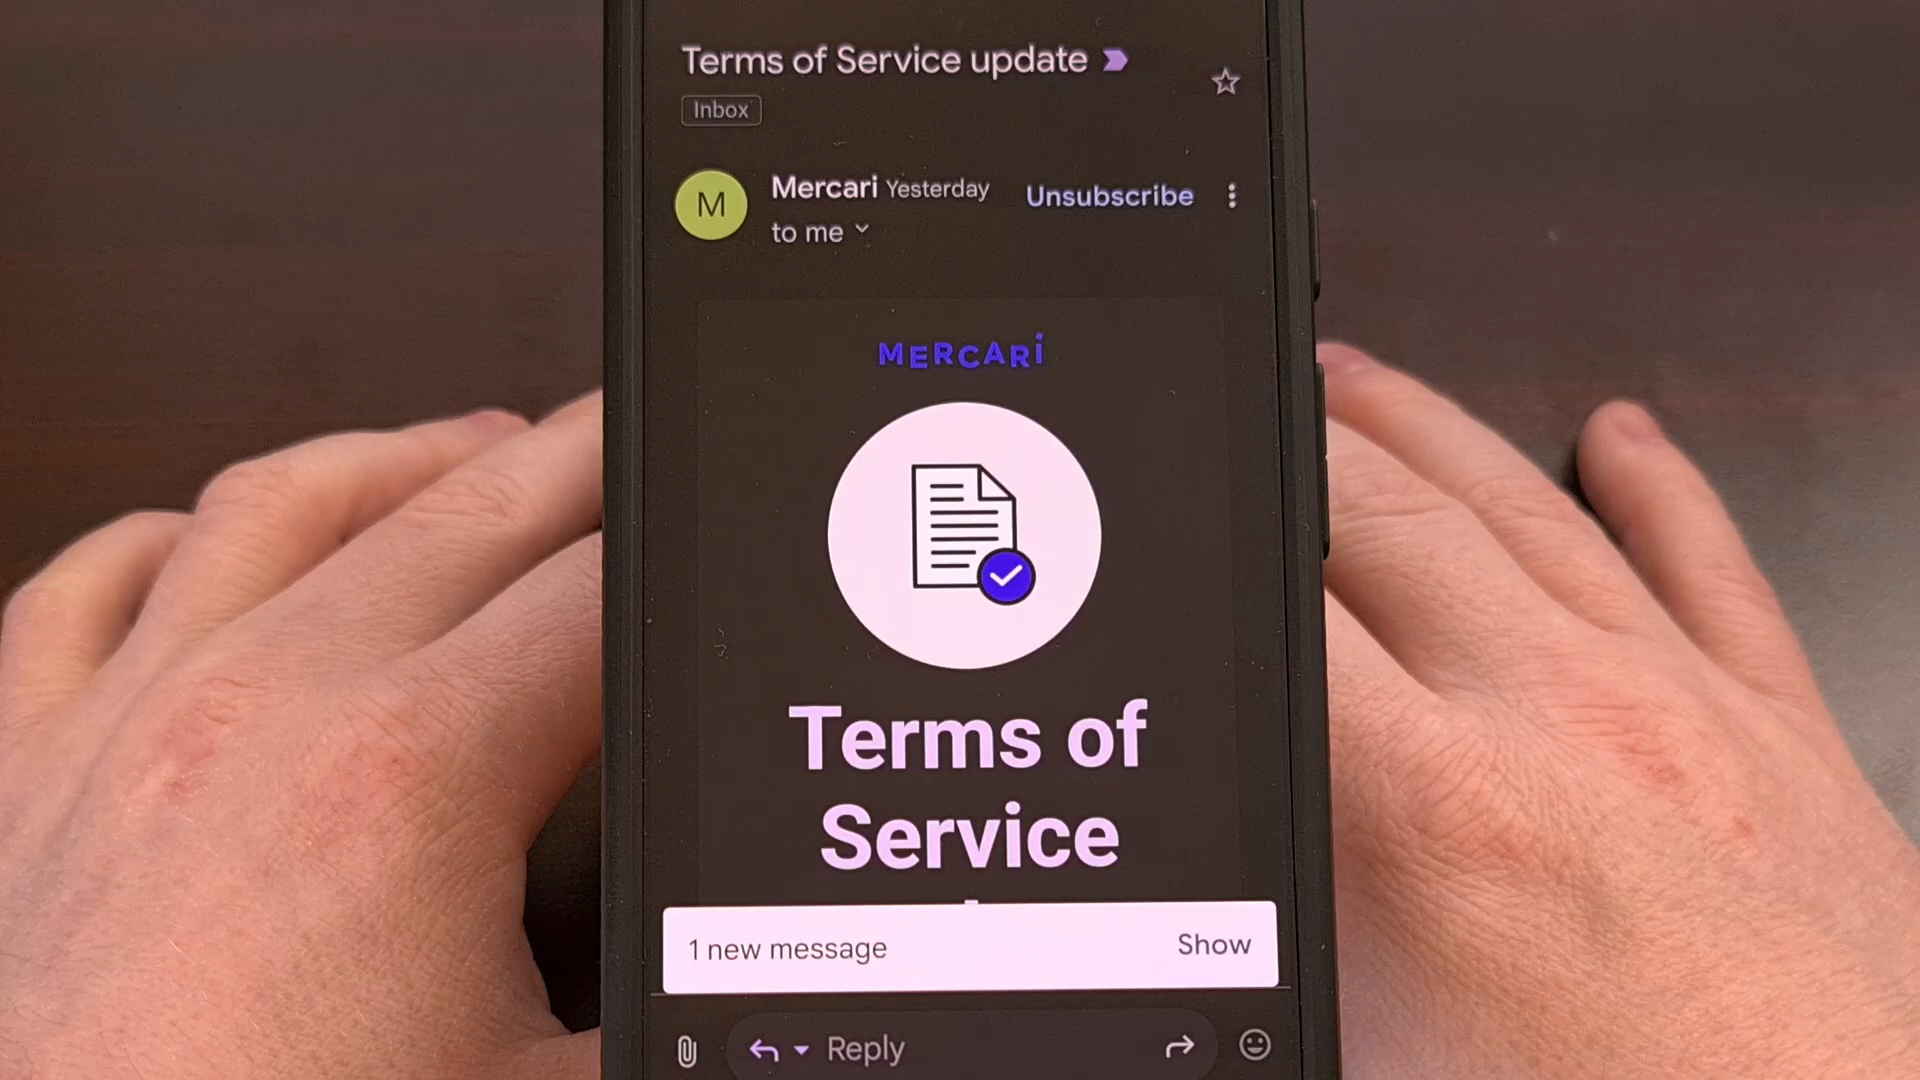 Terms of Service update
Inbox
M
Mercari Yesterday
Unsubscribe
to me
MERCARI
Terms of
Service
1 new message
Show
Reply